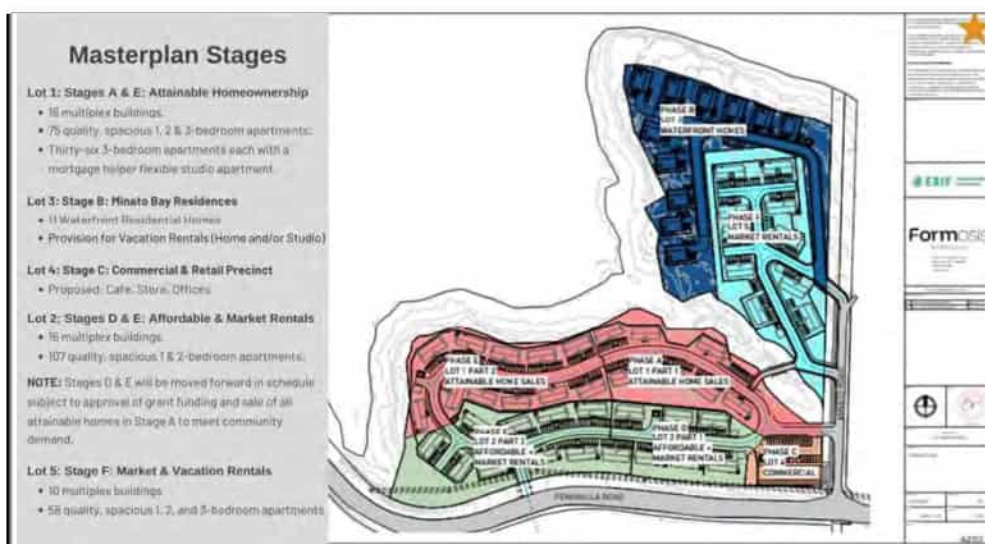 Masterplan Stages
Lot 1: Stages A & E: Attainable Homeownership
• 16 multiplex buildings.
• 75 quality, spacious 1, 2 & 3-bedroom apartments.
• Thirty-six 3-bedroom apartments each with a
mortgage helper flexible studio apartment.
Lot 3: Stage B: Minato Bay Residences
• 11 Waterfront Residential Homes
• Provision for Vacation Rentals (Home and/or Studio)
Lot 4: Stage C: Commercial & Retail Precinct
• Proposed: Cafe, Store, Offices
Lot 2: Stages D & E: Affordable & Market Rentals
• 16 multiplex buildings.
• 107 quality, spacious 1 & 2-bedroom apartments.
NOTE: Stages D & E will be moved forward in schedule
subject to approval of grant funding and sale of all
attainable homes in Stage A to meet community
demand.
Lot 5: Stage F: Market & Vacation Rentals
• 10 multiplex buildings
• 58 quality, spacious 1, 2, and 3-bedroom apartments
PHASE B
LOT 3
WATERFRONT HOMES
PHASE F
LOT 5
MARKET RENTALS
PHASE E
LOT 1 PART 2
ATTAINABLE HOME SALES
PHASE A
LOT 1 PART 1
ATTAINABLE HOME SALES
PHASE E
LOT 2 PART 2
AFFORDABLE +
MARKET RENTALS
PHASE D
LOT 2 PART 1
AFFORDABLE +
MARKET RENTALS
PHASE C
LOT 4
COMMERCIAL
PENINSULA ROAD
Formosis